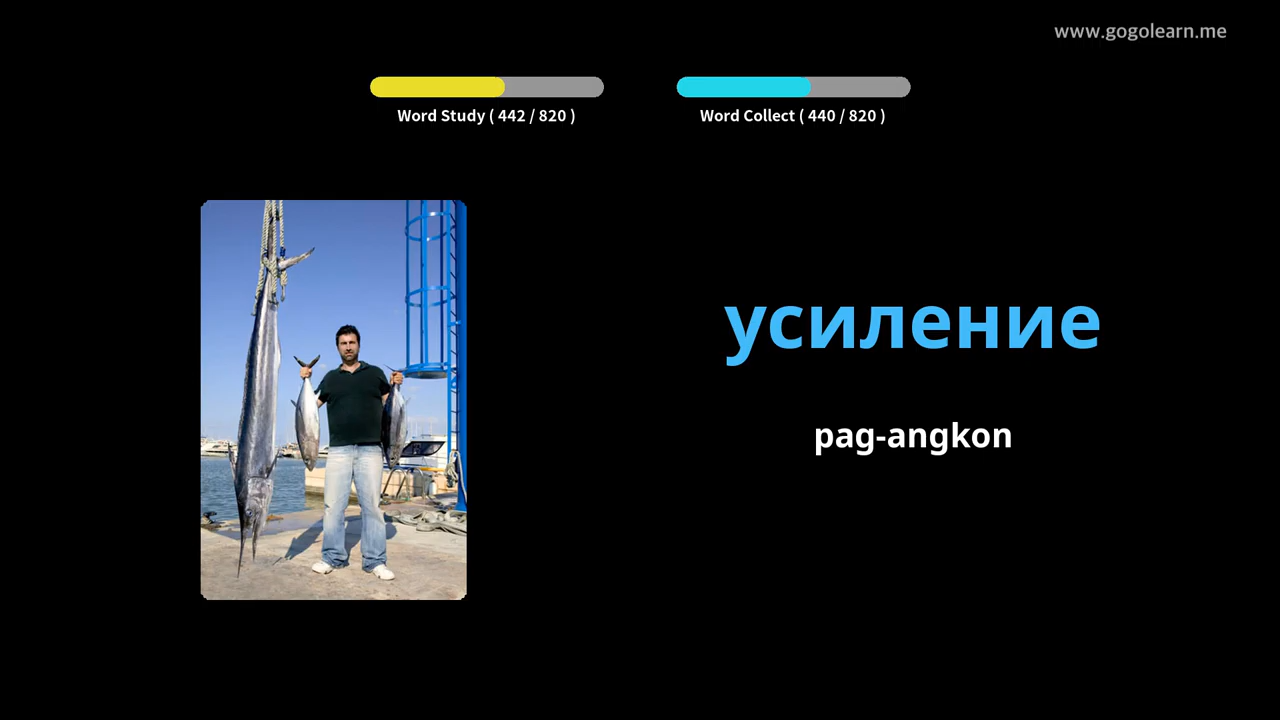 www.gogolearn.me
Word Study ( 442 / 820 )
Word Collect ( 440 / 820 )
усиление
pag-angkon